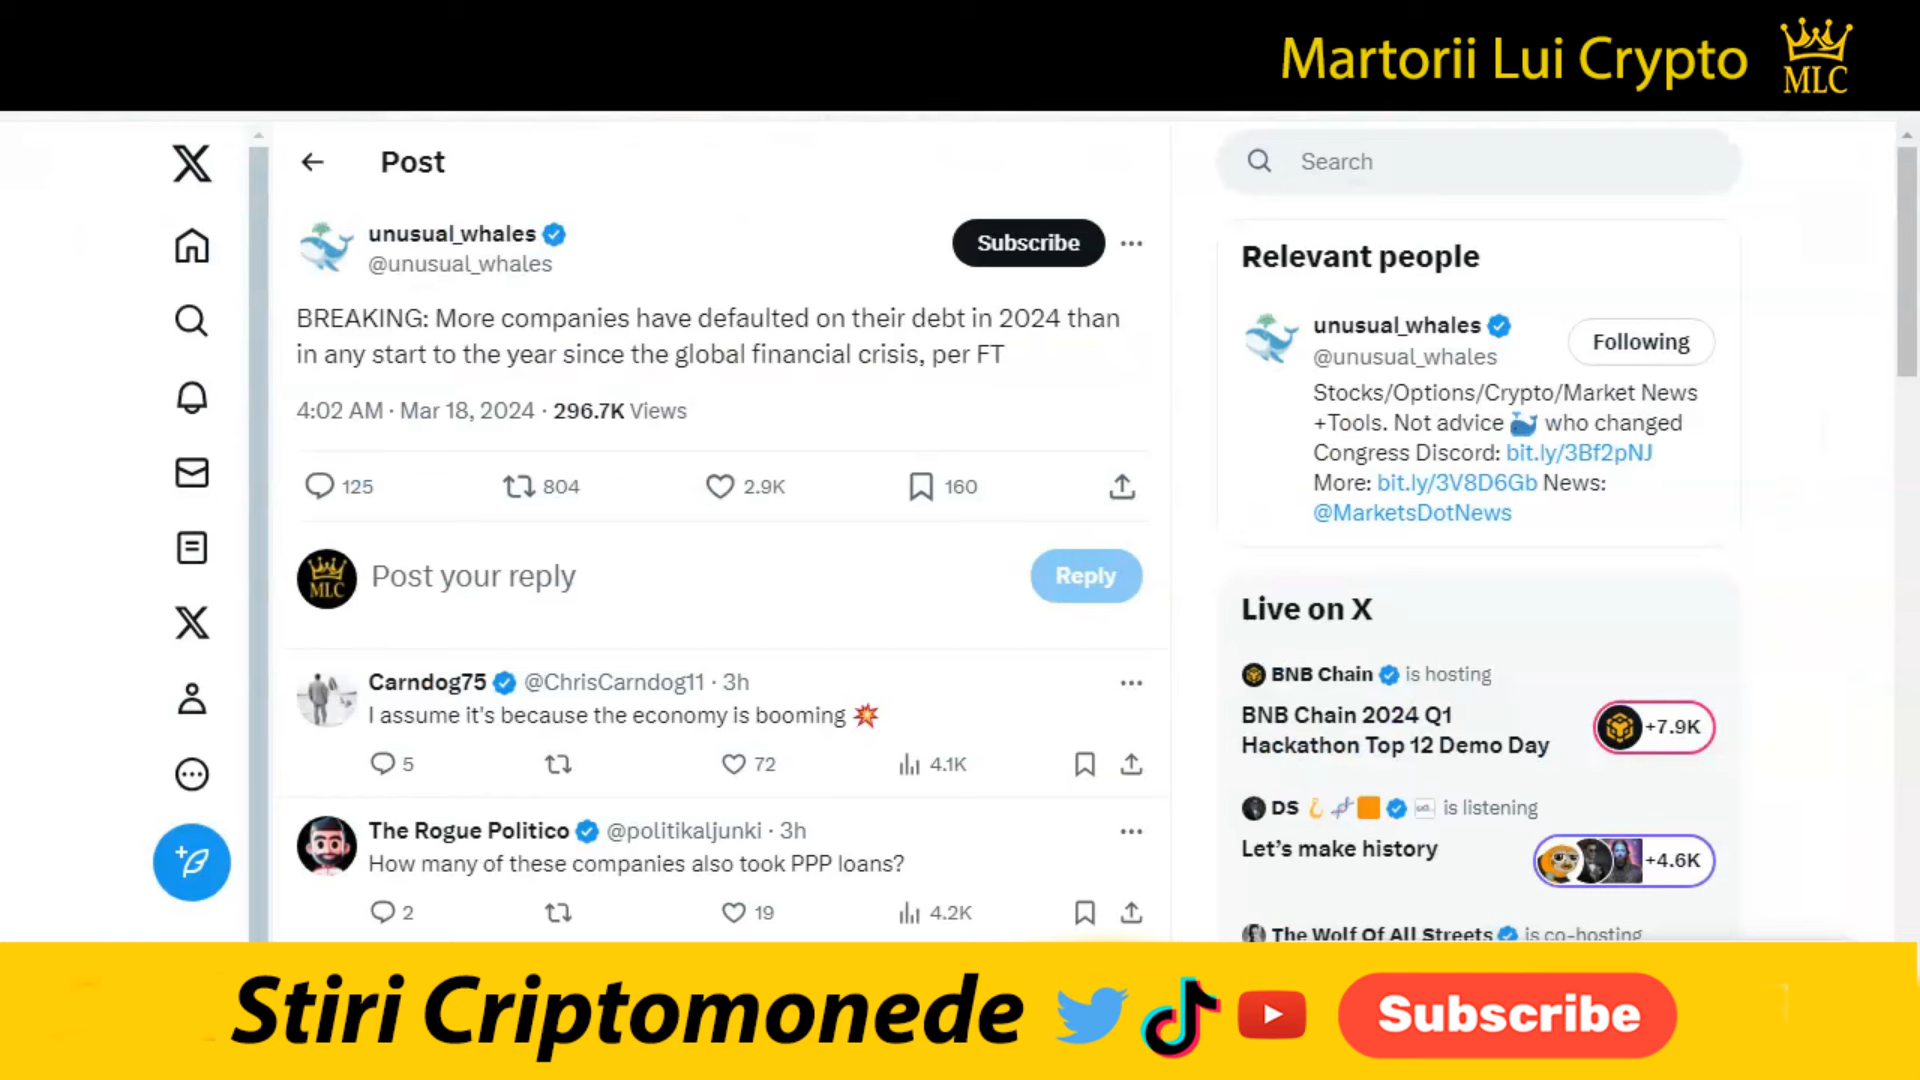 Martorii Lui Crypto
MLC
Post
Search
unusual_whales
@unusual_whales
Subscribe
BREAKING: More companies have defaulted on their debt in 2024 than
in any start to the year since the global financial crisis, per FT
4:02 AM · Mar 18, 2024 · 296.7K Views
125
804
2.9K
160
MLC
Post your reply
Reply
Carndog75 @ChrisCarndog11 · 3h
I assume it's because the economy is booming 💥
5
72
4.1K
The Rogue Politico @politikaljunki · 3h
How many of these companies also took PPP loans?
2
19
4.2K
Relevant people
unusual_whales
@unusual_whales
Following
Stocks/Options/Crypto/Market News
+Tools. Not advice 🐳 who changed
Congress Discord: bit.ly/3Bf2pNJ
More: bit.ly/3V8D6Gb News:
@MarketsDotNews
Live on X
BNB Chain is hosting
BNB Chain 2024 Q1
Hackathon Top 12 Demo Day
+7.9K
DS is listening
Let's make history
+4.6K
The Wolf Of All Streets is co-hosting
Stiri Criptomonede
Subscribe